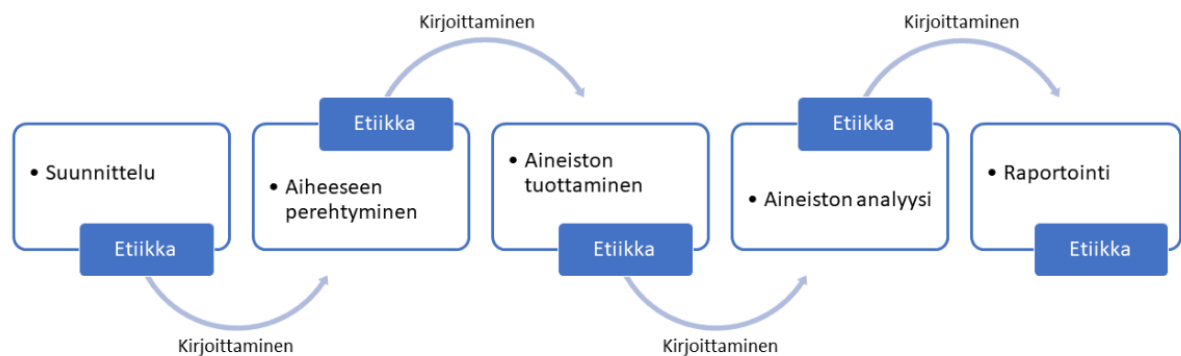 Kirjoittaminen
Kirjoittaminen
Etiikka
Etiikka
• Suunnittelu
Etiikka
• Aiheeseen
perehtyminen
• Aineiston
tuottaminen
Etiikka
• Aineiston analyysi
• Raportointi
Etiikka
Kirjoittaminen
Kirjoittaminen